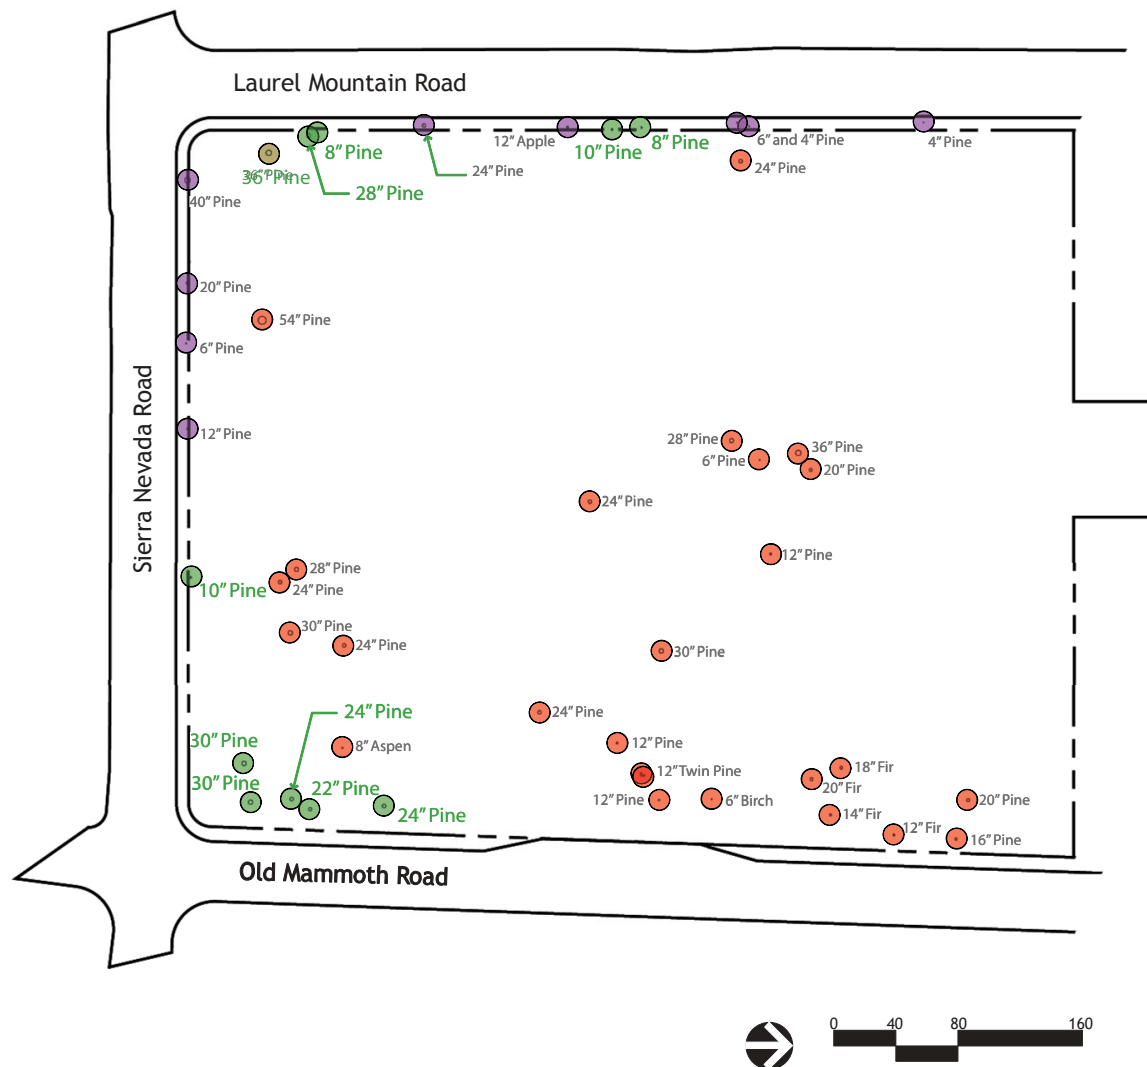 Laurel Mountain Road
12” Apple
6” and 4” Pine
4” Pine
8” Pine
10” Pine
8” Pine
24” Pine
24” Pine
36” Pine
36” Pine
28” Pine
40” Pine
20” Pine
54” Pine
6” Pine
12” Pine
Sierra Nevada Road
28” Pine
6” Pine
36” Pine
20” Pine
24” Pine
12” Pine
28” Pine
24” Pine
10” Pine
30” Pine
24” Pine
30” Pine
24” Pine
24” Pine
30” Pine
8” Aspen
12” Pine
30” Pine
22” Pine
24” Pine
12” Twin Pine
12” Pine
6” Birch
18” Fir
20” Fir
14” Fir
12” Fir
20” Pine
16” Pine
Old Mammoth Road
0 40 80 160